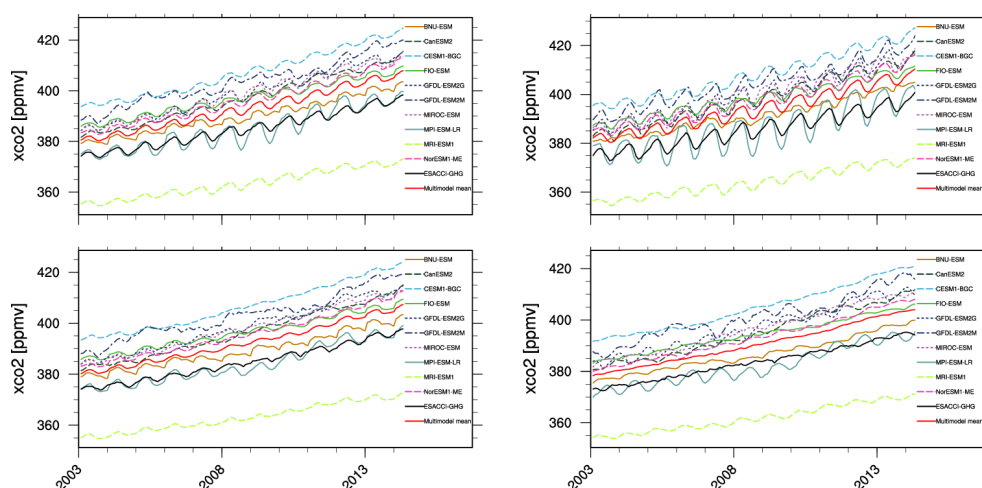 xco2 [ppmv]
420
400
380
360
BNU-ESM
CanESM2
CESM1-BGC
FIO-ESM
GFDL-ESM2G
GFDL-ESM2M
MIROC-ESM
MPI-ESM-LR
MRI-ESM1
NorESM1-ME
ESACCI-GHG
Multimodel mean
xco2 [ppmv]
420
400
380
360
BNU-ESM
CanESM2
CESM1-BGC
FIO-ESM
GFDL-ESM2G
GFDL-ESM2M
MIROC-ESM
MPI-ESM-LR
MRI-ESM1
NorESM1-ME
ESACCI-GHG
Multimodel mean
xco2 [ppmv]
420
400
380
360
BNU-ESM
CanESM2
CESM1-BGC
FIO-ESM
GFDL-ESM2G
GFDL-ESM2M
MIROC-ESM
MPI-ESM-LR
MRI-ESM1
NorESM1-ME
ESACCI-GHG
Multimodel mean
2003
2008
2013
xco2 [ppmv]
420
400
380
360
BNU-ESM
CanESM2
CESM1-BGC
FIO-ESM
GFDL-ESM2G
GFDL-ESM2M
MIROC-ESM
MPI-ESM-LR
MRI-ESM1
NorESM1-ME
ESACCI-GHG
Multimodel mean
2003
2008
2013